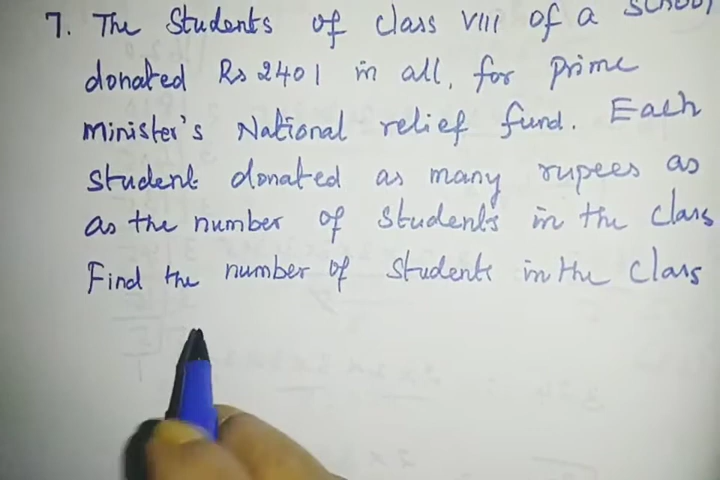 7. The Students of class VIII of a School
donated Rs 2401 in all, for Prime
Minister's National relief fund. Each
Student donated as many rupees as
as the number of Students in the class
Find the number of Students in the class